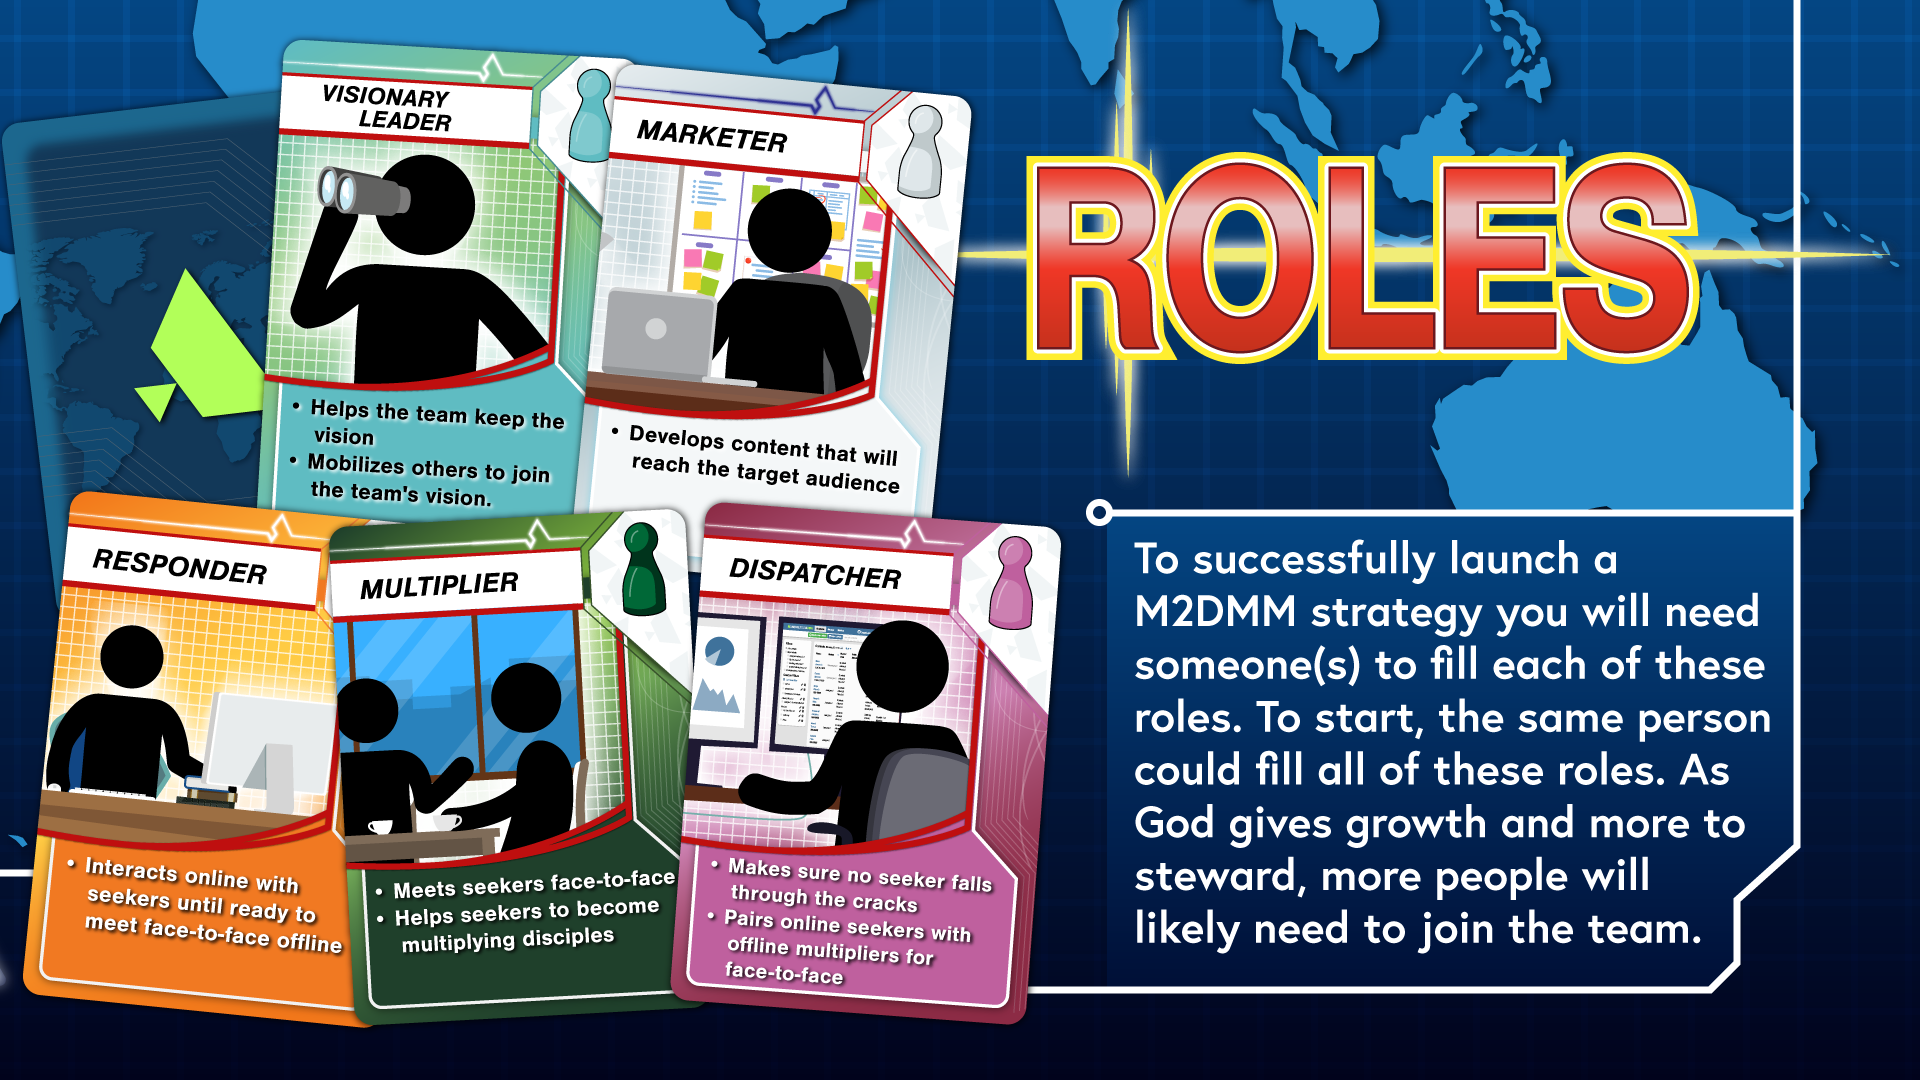 VISIONARY
LEADER
• Helps the team keep the
vision
• Mobilizes others to join
the team's vision.
MARKETER
• Develops content that will
reach the target audience
RESPONDER
• Interacts online with
seekers until ready to
meet face-to-face offline
MULTIPLIER
• Meets seekers face-to-face
• Helps seekers to become
multiplying disciples
DISPATCHER
• Makes sure no seeker falls
through the cracks
• Pairs online seekers with
offline multipliers for
face-to-face
ROLES
To successfully launch a
M2DMM strategy you will need
someone(s) to fill each of these
roles. To start, the same person
could fill all of these roles. As
God gives growth and more to
steward, more people will
likely need to join the team.